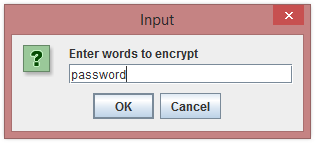 Input
Enter words to encrypt
password
OK
Cancel